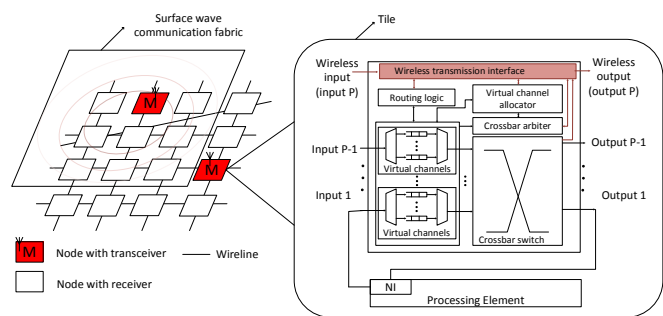 Surface wave
communication fabric
M
M
M
Node with transceiver
Wireline
Node with receiver
Tile
Wireless
input
(input P)
Wireless transmission interface
Wireless
output
(output P)
Routing logic
Virtual channel
allocator
Crossbar arbiter
Input P-1
Virtual channels
Output P-1
Input 1
Virtual channels
Crossbar switch
Output 1
NI
Processing Element